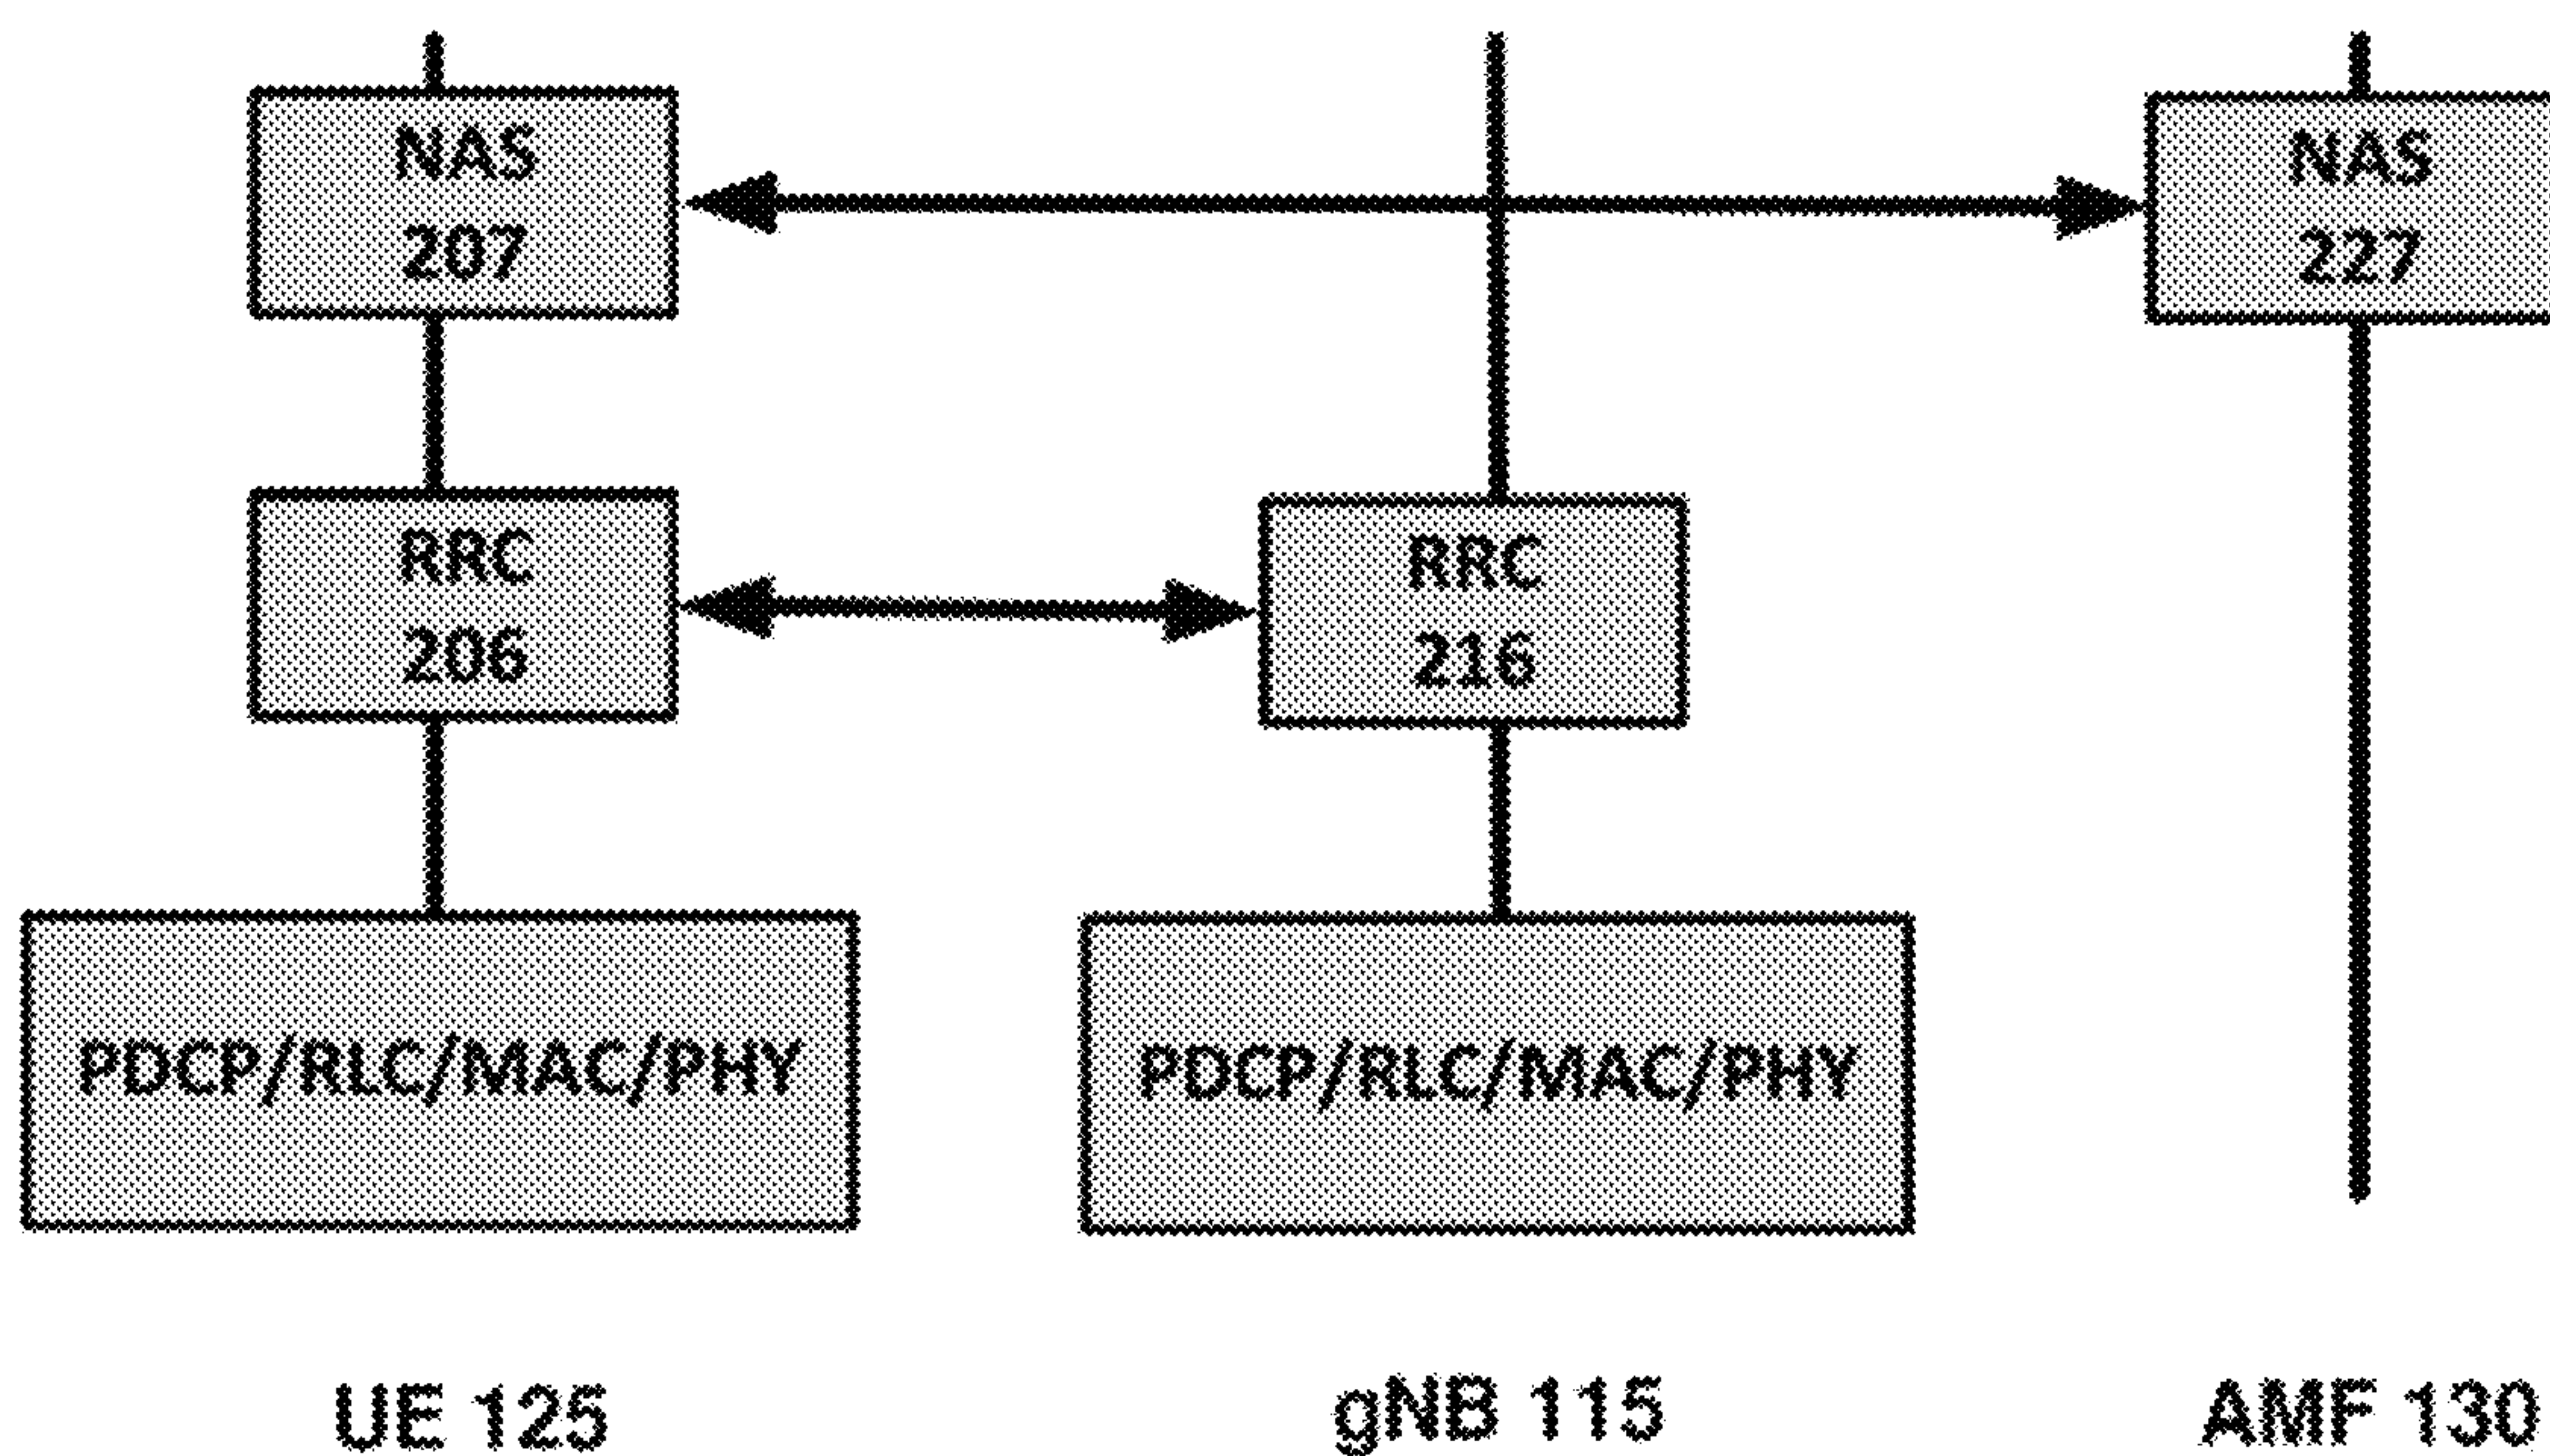 NAS
207
NAS
227
RRC
206
RRC
216
PDCP/RLC/MAC/PHY
PDCP/RLC/MAC/PHY
UE 125
gNB 115
AMF 130